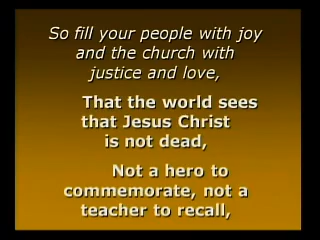 So fill your people with joy
and the church with
justice and love,
That the world sees
that Jesus Christ
is not dead,
Not a hero to
commemorate, not a
teacher to recall,